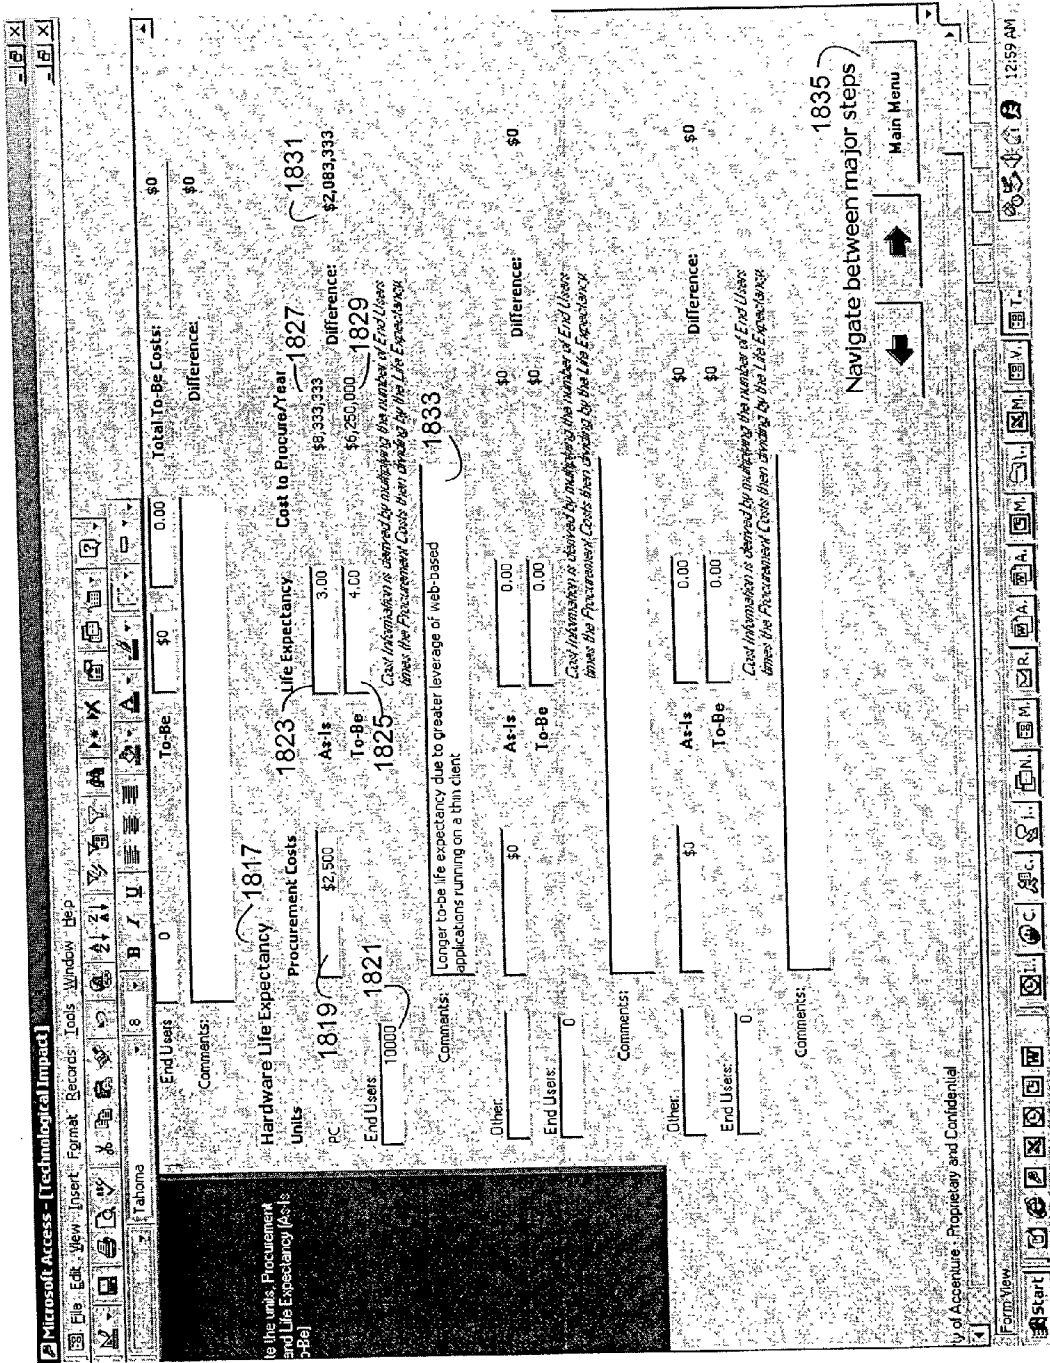 Microsoft Access - [Technological Impact]
File Edit View Insert Format Records Tools Window Help
Tahoma 8 B I U
End Users 0 To-Be $0 0.00 Total To-Be Costs: $0
Comments: Difference: $0
Hardware Life Expectancy 1817
Units Procurement Costs 1823 Life Expectancy Cost to Procure/Year 1827 1831
PC 1819 $2,500 As-Is 3.00 $8,333,333 Difference: $2,083,333
End Users 10000 1821 To-Be 4.00 $6,250,000 1829
1825
Cost Information is derived by multiplying the number of End Users
times the Procurement Costs then dividing by the Life Expectancy.
Comments: Longer to-be life expectancy due to greater leverage of web-based
applications running on a thin client
1833
Other: $0 As-Is 0.00 $0 Difference: $0
End Users: 0 To-Be 0.00 $0
Cost Information is derived by multiplying the number of End Users
times the Procurement Costs then dividing by the Life Expectancy.
Comments:
Other: $0 As-Is 0.00 $0 Difference: $0
End Users: 0 To-Be 0.00 $0
Cost Information is derived by multiplying the number of End Users
times the Procurement Costs then dividing by the Life Expectancy.
Comments:
te the units, Procurement
and Life Expectancy [As-Is
o-Be]
1835
Navigate between major steps
Main Menu
y of Accenture - Proprietary and Confidential
Form View
Start I.. C. C.. J.. N. M. R. A. A. M. I.. M. V. T.. 12:59 AM